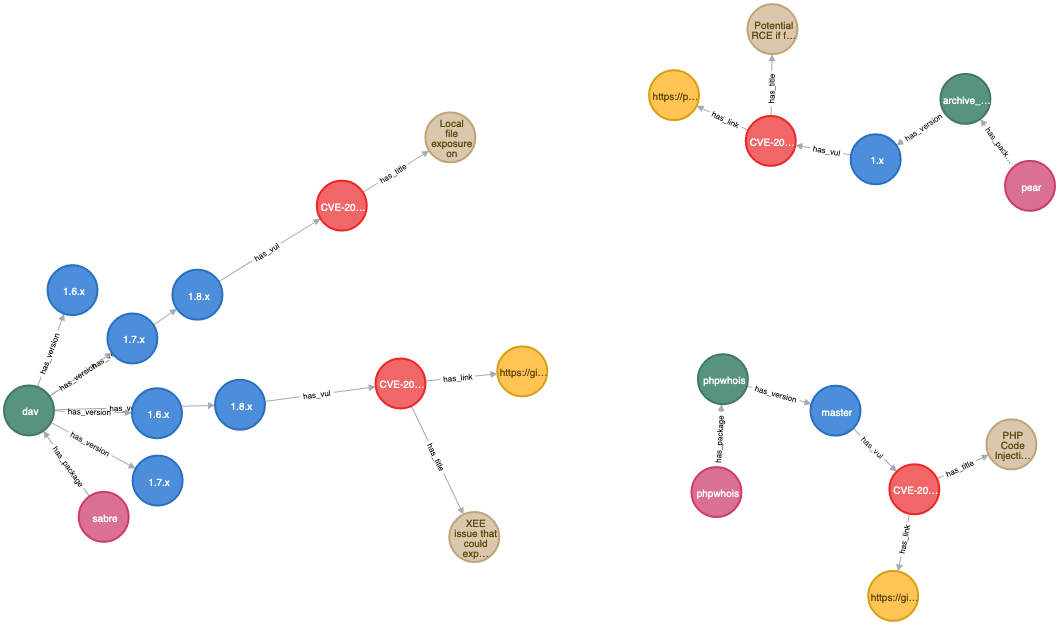 Potential
RCE if f…
has_title
https://p…
has_link
CVE-20…
has_vul
1.x
has_version
archive_…
has_pack…
pear
Local
file
exposure
on
has_title
CVE-20…
has_vul
1.8.x
1.7.x
1.6.x
has_version
has_version
has_
dav
has_version
has_v
1.6.x
1.8.x
has_vul
CVE-20…
has_link
https://gi…
has_title
XEE
issue that
could
exp…
has_version
1.7.x
has_package
sabre
phpwhois
has_version
master
has_package
phpwhois
has_vul
CVE-20…
has_title
PHP
Code
Injecti…
has_link
https://gi…